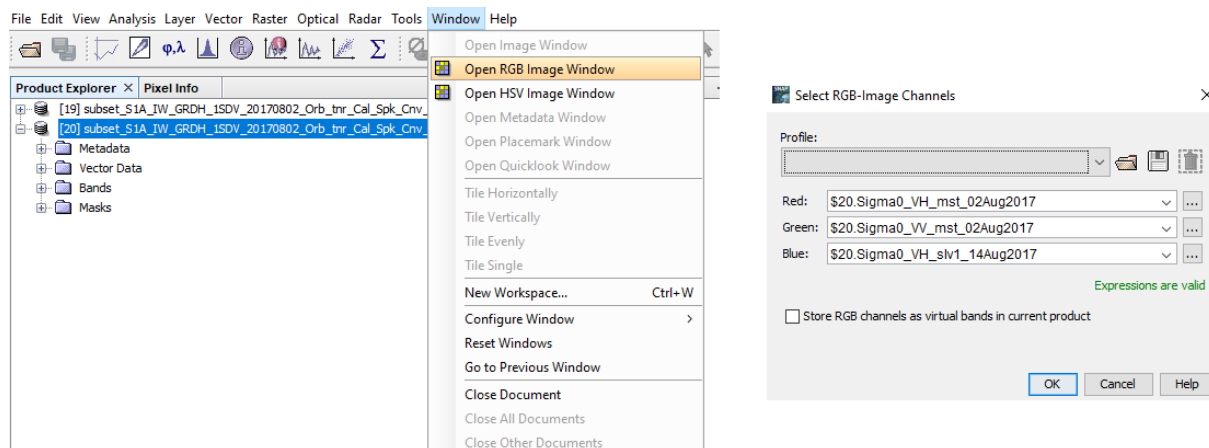 File Edit View Analysis Layer Vector Raster Optical Radar Tools Window Help
φ,λ Σ
Product Explorer × Pixel Info
[19] subset_S1A_IW_GRDH_1SDV_20170802_Orb_tnr_Cal_Spk_Cnv_
[20] subset_S1A_IW_GRDH_1SDV_20170802_Orb_tnr_Cal_Spk_Cnv_
Metadata
Vector Data
Bands
Masks
Open Image Window
Open RGB Image Window
Open HSV Image Window
Open Metadata Window
Open Placemark Window
Open Quicklook Window
Tile Horizontally
Tile Vertically
Tile Evenly
Tile Single
New Workspace... Ctrl+W
Configure Window >
Reset Windows
Go to Previous Window
Close Document
Close All Documents
Close Other Documents
Select RGB-Image Channels
Profile:
Red: $20.Sigma0_VH_mst_02Aug2017 ...
Green: $20.Sigma0_VV_mst_02Aug2017 ...
Blue: $20.Sigma0_VH_slv1_14Aug2017 ...
Expressions are valid
Store RGB channels as virtual bands in current product
OK Cancel Help